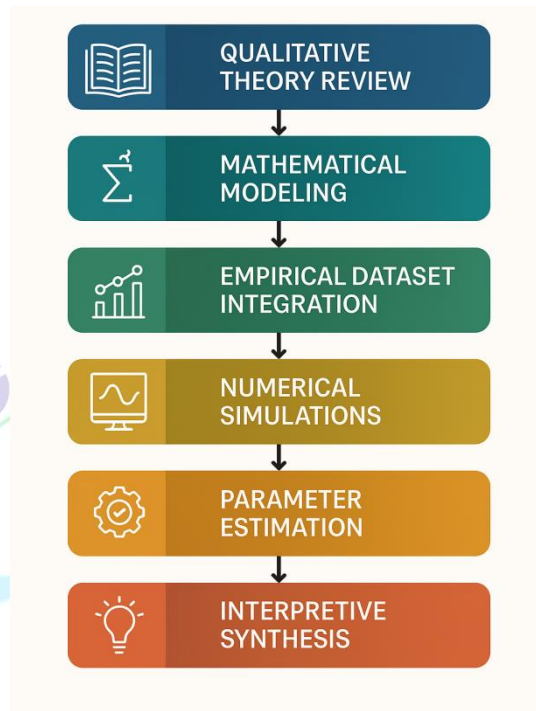 QUALITATIVE
THEORY REVIEW
MATHEMATICAL
MODELING
EMPIRICAL DATASET
INTEGRATION
NUMERICAL
SIMULATIONS
PARAMETER
ESTIMATION
INTERPRETIVE
SYNTHESIS